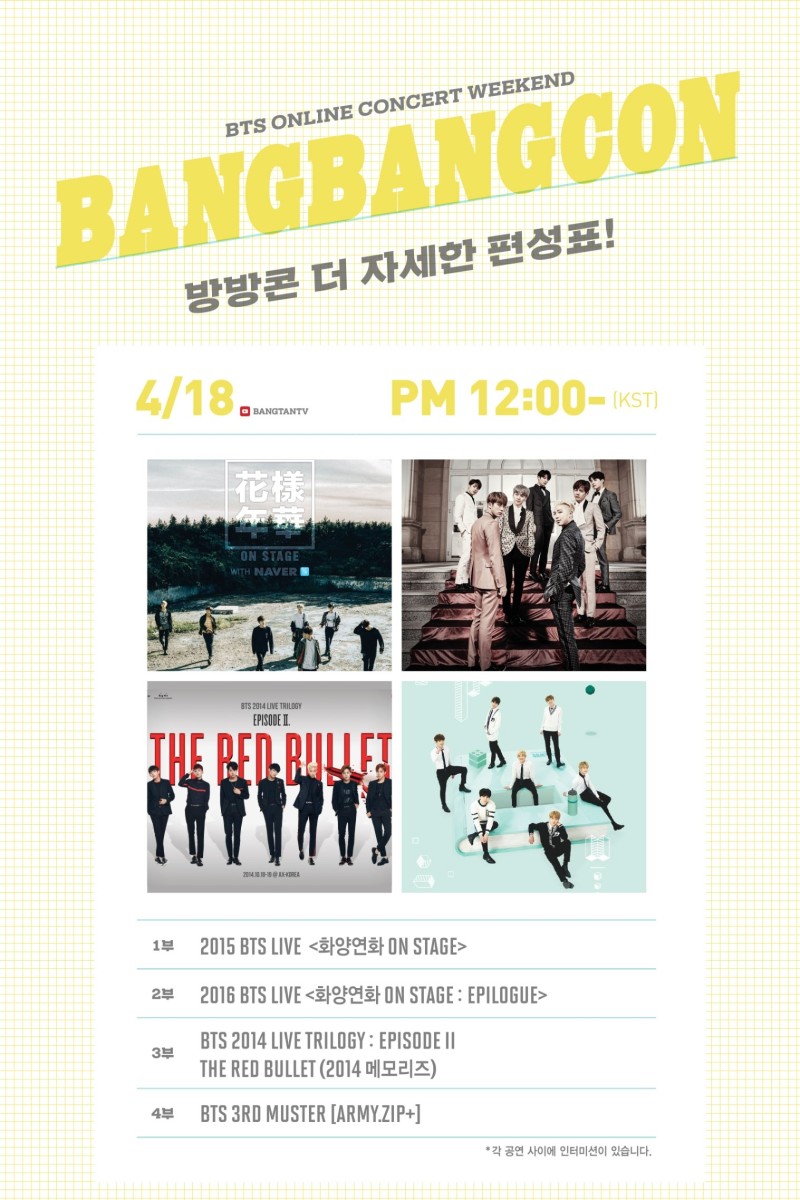 BTS ONLINE CONCERT WEEKEND
BANGBANGCON
방방콘 더 자세한 편성표!
4/18 BANGTANTV PM 12:00- (KST)
花樣
年華
ON STAGE
WITH NAVER
BTS 2014 LIVE TRILOGY
EPISODE II.
THE RED BULLET
1부 2015 BTS LIVE <화양연화 ON STAGE>
2부 2016 BTS LIVE <화양연화 ON STAGE : EPILOGUE>
3부 BTS 2014 LIVE TRILOGY : EPISODE II
THE RED BULLET (2014 메모리즈)
4부 BTS 3RD MUSTER [ARMY.ZIP+]
*각 공연 사이에 인터미션이 있습니다.